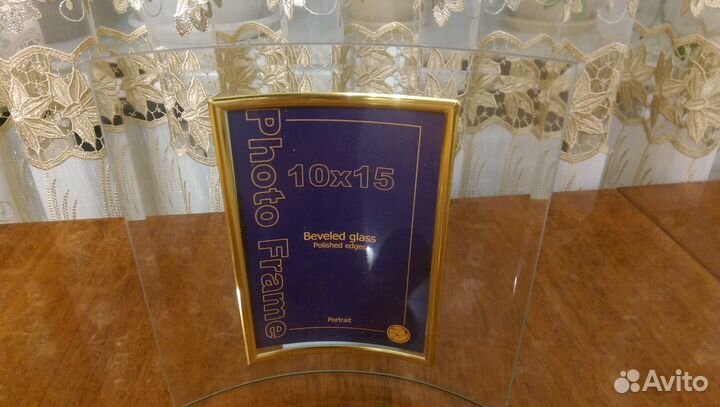 Photo Frame
10x15
Beveled glass
Polished edges
Portrait
Avito